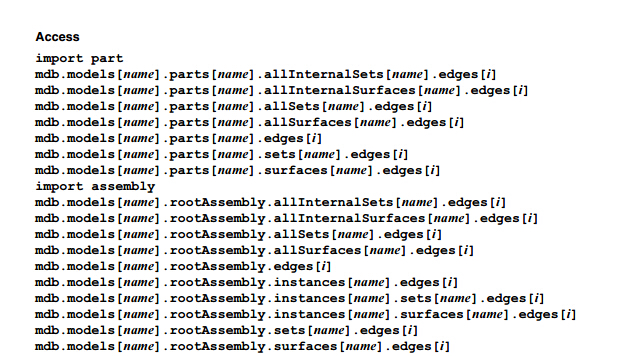 Access
import part
mdb.models[name].parts[name].allInternalSets[name].edges[i]
mdb.models[name].parts[name].allInternalSurfaces[name].edges[i]
mdb.models[name].parts[name].allSets[name].edges[i]
mdb.models[name].parts[name].allSurfaces[name].edges[i]
mdb.models[name].parts[name].edges[i]
mdb.models[name].parts[name].sets[name].edges[i]
mdb.models[name].parts[name].surfaces[name].edges[i]
import assembly
mdb.models[name].rootAssembly.allInternalSets[name].edges[i]
mdb.models[name].rootAssembly.allInternalSurfaces[name].edges[i]
mdb.models[name].rootAssembly.allSets[name].edges[i]
mdb.models[name].rootAssembly.allSurfaces[name].edges[i]
mdb.models[name].rootAssembly.edges[i]
mdb.models[name].rootAssembly.instances[name].edges[i]
mdb.models[name].rootAssembly.instances[name].sets[name].edges[i]
mdb.models[name].rootAssembly.instances[name].surfaces[name].edges[i]
mdb.models[name].rootAssembly.sets[name].edges[i]
mdb.models[name].rootAssembly.surfaces[name].edges[i]